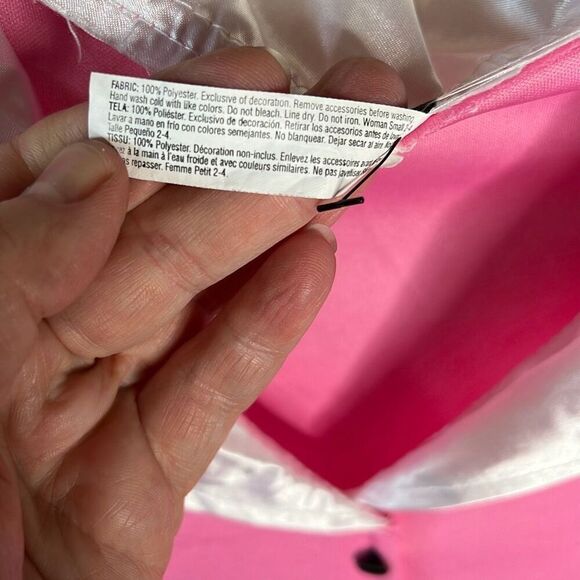 FABRIC: 100% Polyester. Exclusive of decoration. Remove accessories before washing.
Hand wash cold with like colors. Do not bleach. Line dry. Do not iron. Woman Small
TELA: 100% Poliéster. Exclusivo de decoración. Retirar los accesorios antes de
Lavar a mano en frío con colores semejantes. No blanquear. Dejar secar al aire.
Talle Pequeño 2-4.
TISSU: 100% Polyester. Décoration non-inclus. Enlevez les accessoires avant
à la main à l'eau froide et avec couleurs similaires. Ne pas javeliser.
pas repasser. Femme Petit 2-4.